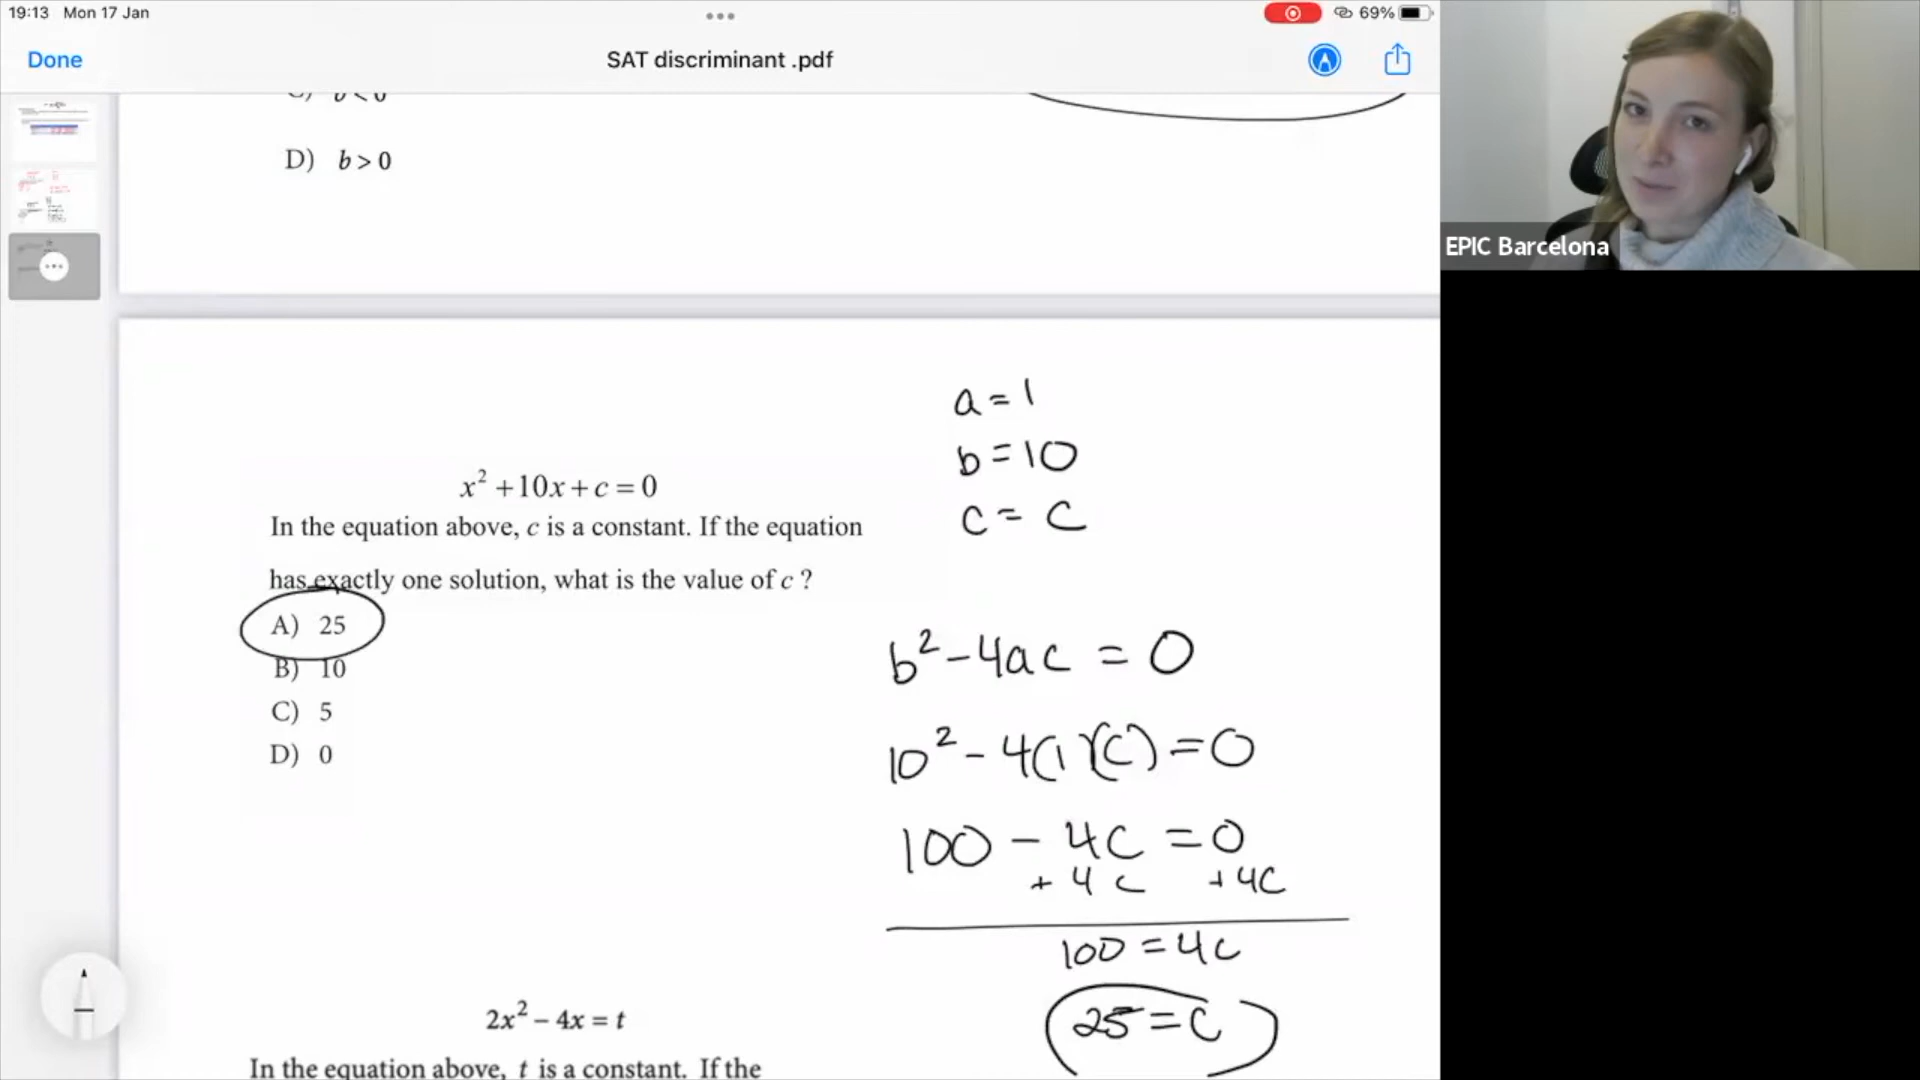 19:13 Mon 17 Jan
69%
Done
SAT discriminant .pdf
C) b < 0
D) b > 0
EPIC Barcelona
a = 1
b = 10
c = c
x² + 10x + c = 0
In the equation above, c is a constant. If the equation
has exactly one solution, what is the value of c ?
A) 25
B) 10
C) 5
D) 0
b² - 4ac = 0
10² - 4(1)(c) = 0
100 - 4c = 0
+ 4c + 4c
100 = 4c
25 = c
2x² – 4x = t
In the equation above, t is a constant. If the